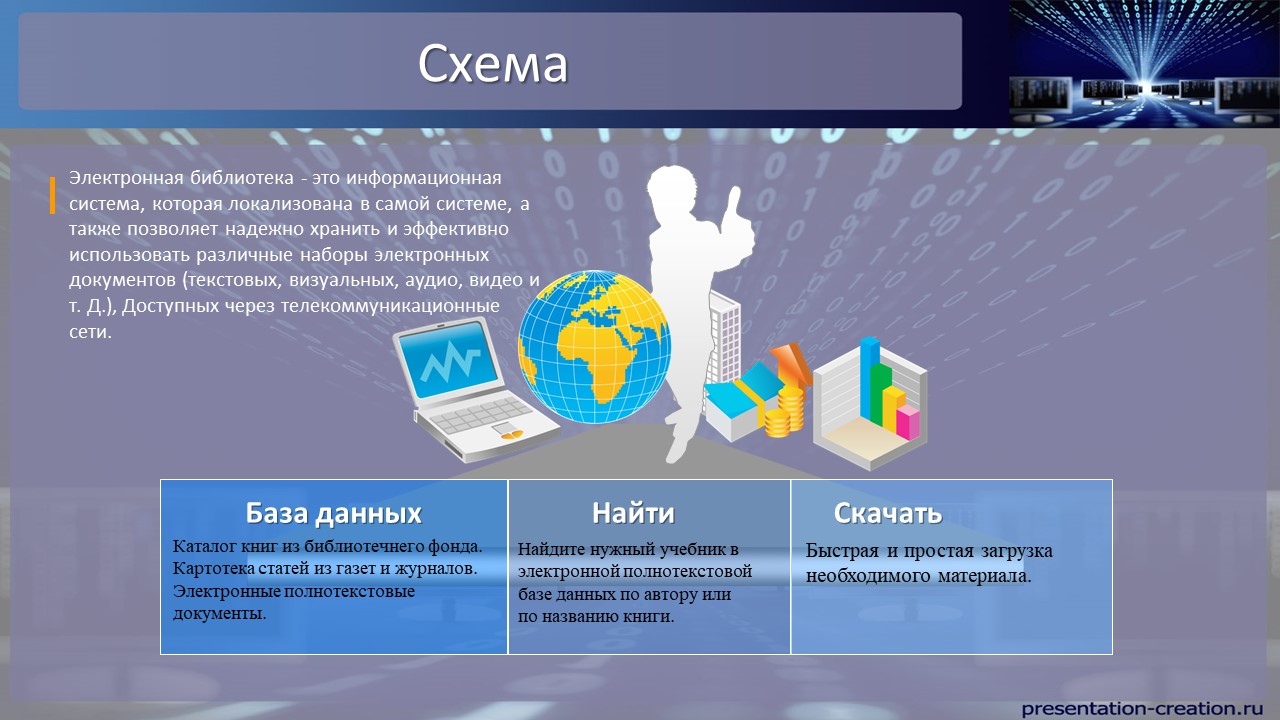 Схема
Электронная библиотека - это информационная
система, которая локализована в самой системе, а
также позволяет надежно хранить и эффективно
использовать различные наборы электронных
документов (текстовых, визуальных, аудио, видео и
т. Д.), Доступных через телекоммуникационные
сети.
База данных
Каталог книг из библиотечнего фонда.
Картотека статей из газет и журналов.
Электронные полнотекстовые
документы.
Найти
Найдите нужный учебник в
электронной полнотекстовой
базе данных по автору или
по названию книги.
Скачать
Быстрая и простая загрузка
необходимого материала.
presentation-creation.ru